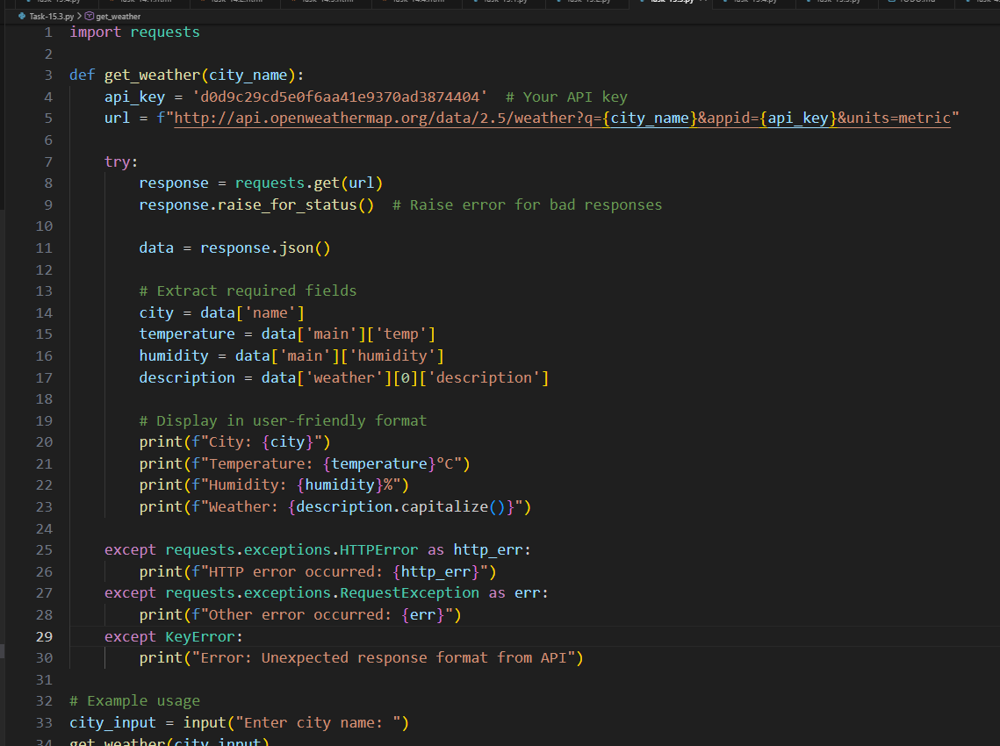 Task-15.3.py > get_weather
1 import requests
2
3 def get_weather(city_name):
4 api_key = 'd0d9c29cd5e0f6aa41e9370ad3874404' # Your API key
5 url = f"http://api.openweathermap.org/data/2.5/weather?q={city_name}&appid={api_key}&units=metric"
6
7 try:
8 response = requests.get(url)
9 response.raise_for_status() # Raise error for bad responses
10
11 data = response.json()
12
13 # Extract required fields
14 city = data['name']
15 temperature = data['main']['temp']
16 humidity = data['main']['humidity']
17 description = data['weather'][0]['description']
18
19 # Display in user-friendly format
20 print(f"City: {city}")
21 print(f"Temperature: {temperature}°C")
22 print(f"Humidity: {humidity}%")
23 print(f"Weather: {description.capitalize()}")
24
25 except requests.exceptions.HTTPError as http_err:
26 print(f"HTTP error occurred: {http_err}")
27 except requests.exceptions.RequestException as err:
28 print(f"Other error occurred: {err}")
29 except KeyError:
30 print("Error: Unexpected response format from API")
31
32 # Example usage
33 city_input = input("Enter city name: ")
34 get_weather(city_input)